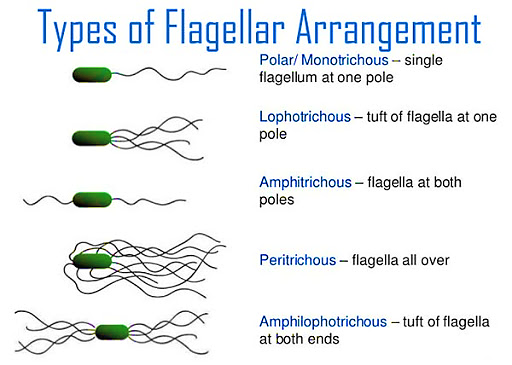 Types of Flagellar Arrangement
Polar/ Monotrichous – single
flagellum at one pole
Lophotrichous – tuft of flagella at one
pole
Amphitrichous – flagella at both
poles
Peritrichous – flagella all over
Amphilophotrichous – tuft of flagella
at both ends